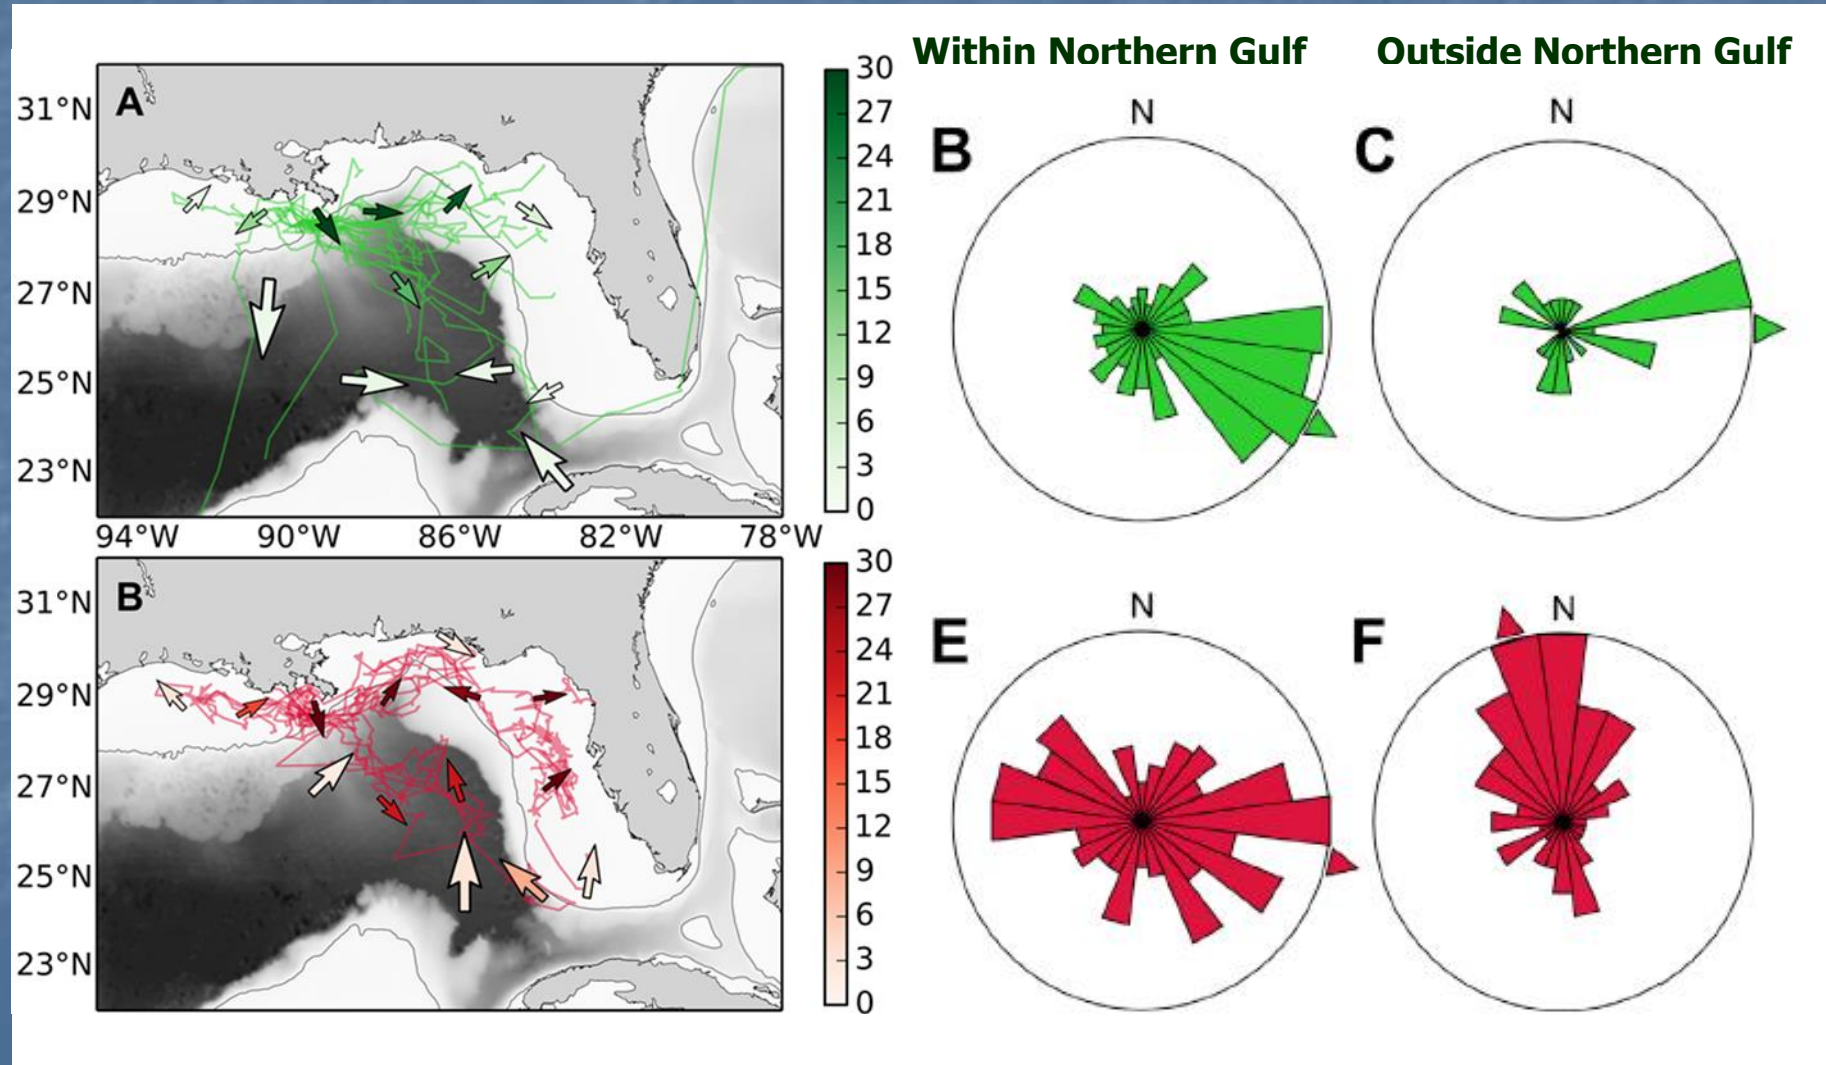 Within Northern Gulf
Outside Northern Gulf
A
31°N
29°N
27°N
25°N
23°N
94°W 90°W 86°W 82°W 78°W
30
27
24
21
18
15
12
9
6
3
0
B
N
C
N
B
31°N
29°N
27°N
25°N
23°N
30
27
24
21
18
15
12
9
6
3
0
E
N
F
N